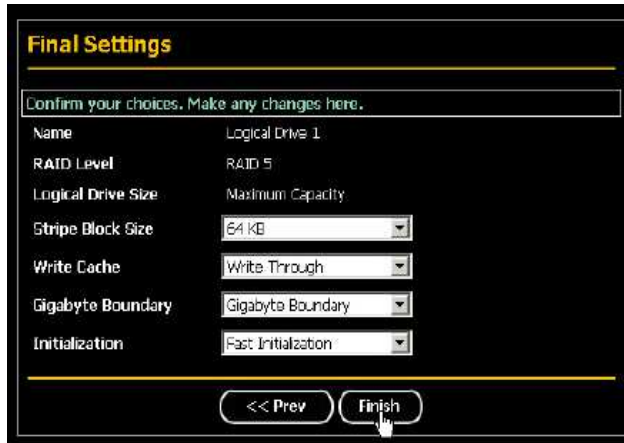 Final Settings
Confirm your choices. Make any changes here.
Name Logical Drive 1
RAID Level RAID 5
Logical Drive Size Maximum Capacity
Stripe Block Size 64 KB
Write Cache Write Through
Gigabyte Boundary Gigabyte Boundary
Initialization Fast Initialization
<< Prev Finish